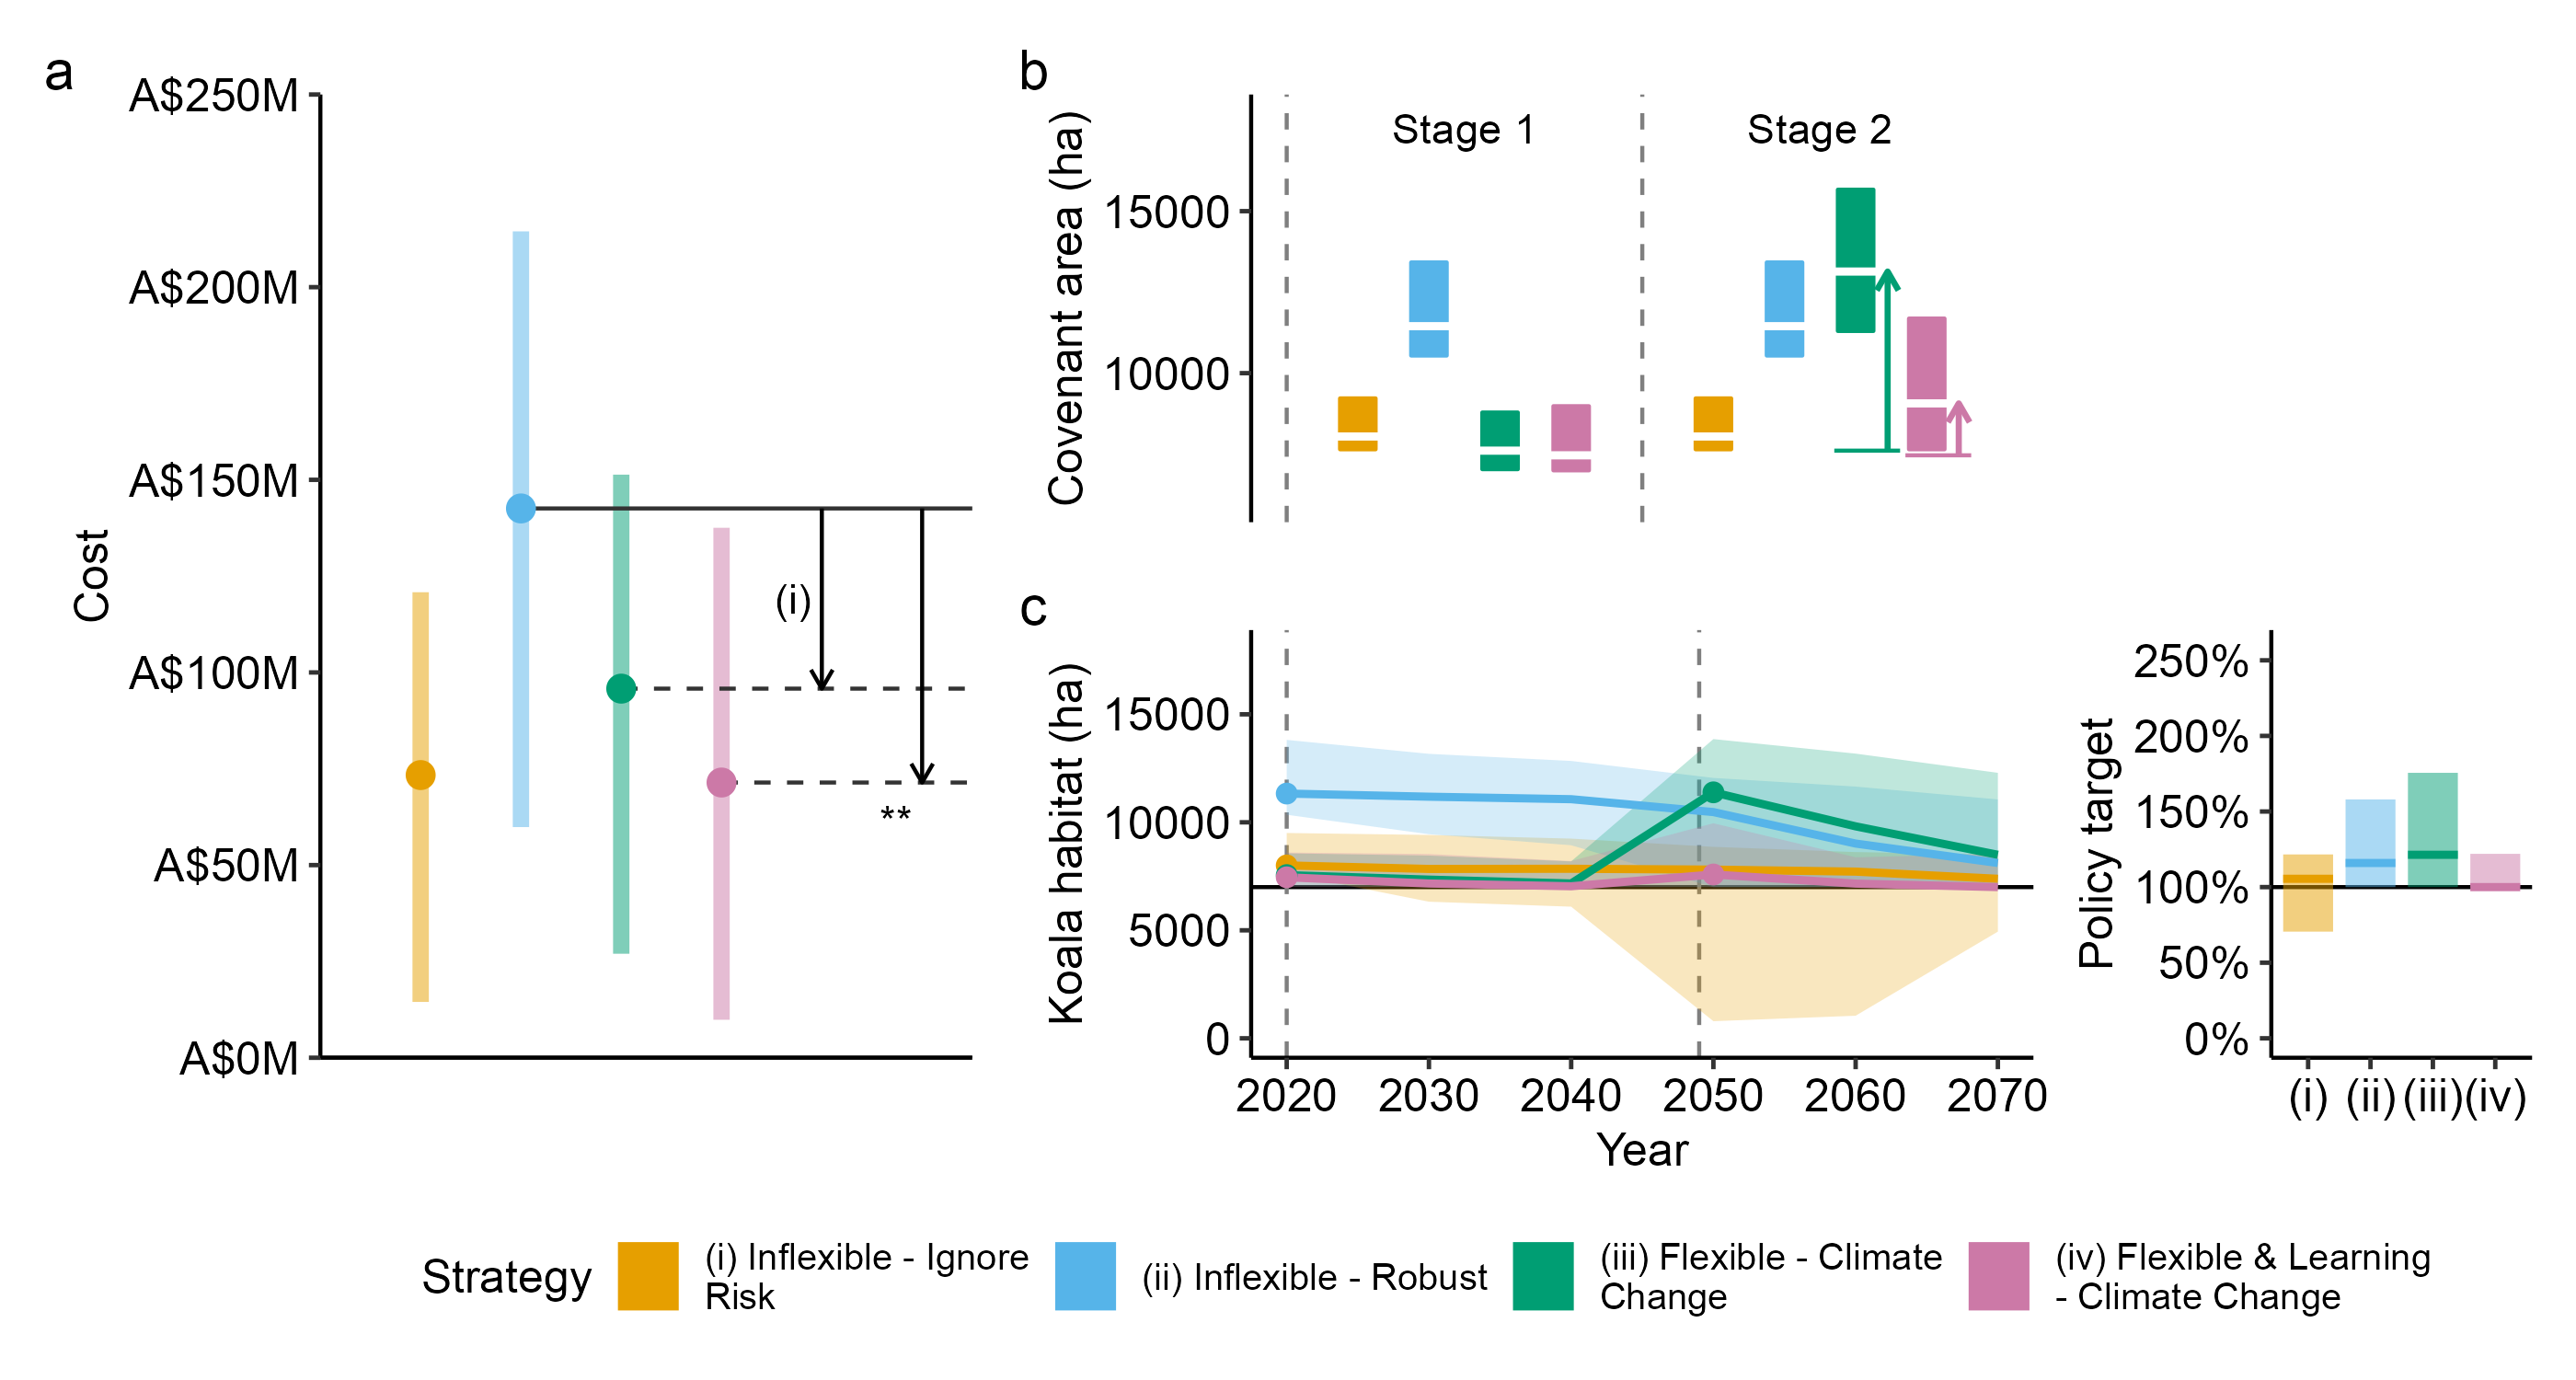 a
A$250M
A$200M
A$150M
A$100M
A$50M
A$0M
Cost
(i)
**
b
Covenant area (ha)
15000
10000
Stage 1
Stage 2
c
Koala habitat (ha)
15000
10000
5000
0
2020 2030 2040 2050 2060 2070
Year
Policy target
250%
200%
150%
100%
50%
0%
(i) (ii) (iii) (iv)
Strategy
(i) Inflexible - Ignore
Risk
(ii) Inflexible - Robust
(iii) Flexible - Climate
Change
(iv) Flexible & Learning
- Climate Change